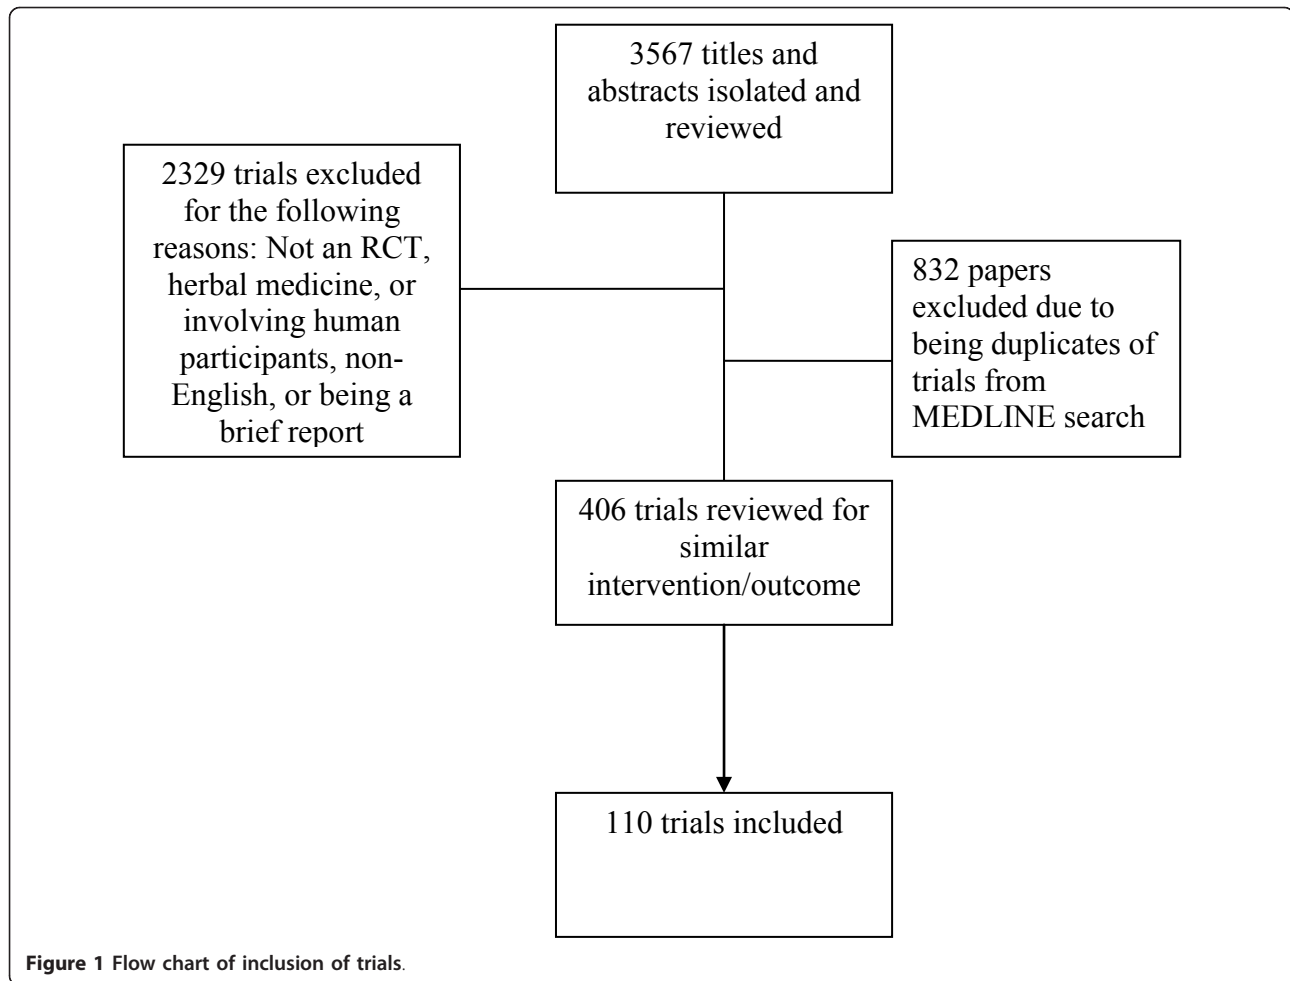 3567 titles and
abstracts isolated and
reviewed
2329 trials excluded
for the following
reasons: Not an RCT,
herbal medicine, or
involving human
participants, non-
English, or being a
brief report
832 papers
excluded due to
being duplicates of
trials from
MEDLINE search
406 trials reviewed for
similar
intervention/outcome
110 trials included
Figure 1 Flow chart of inclusion of trials.